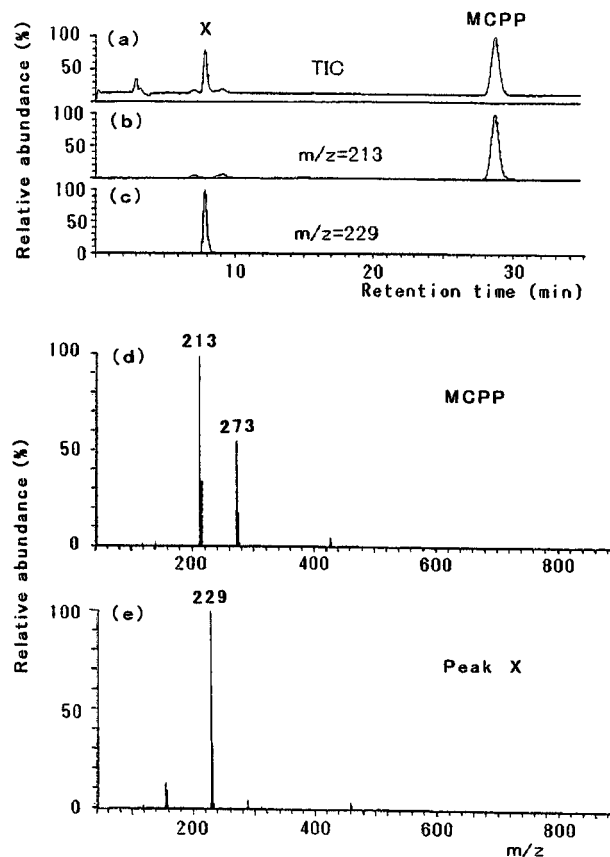 Relative abundance (%)
100
50
(a)
X
TIC
MCPP
(b)
100
50
m/z=213
(c)
100
50
0
m/z=229
10
20
30
Retention time (min)
Relative abundance (%)
100
50
0
(d)
213
273
MCPP
200
400
600
800
100
50
0
(e)
229
Peak X
200
400
600
800
m/z